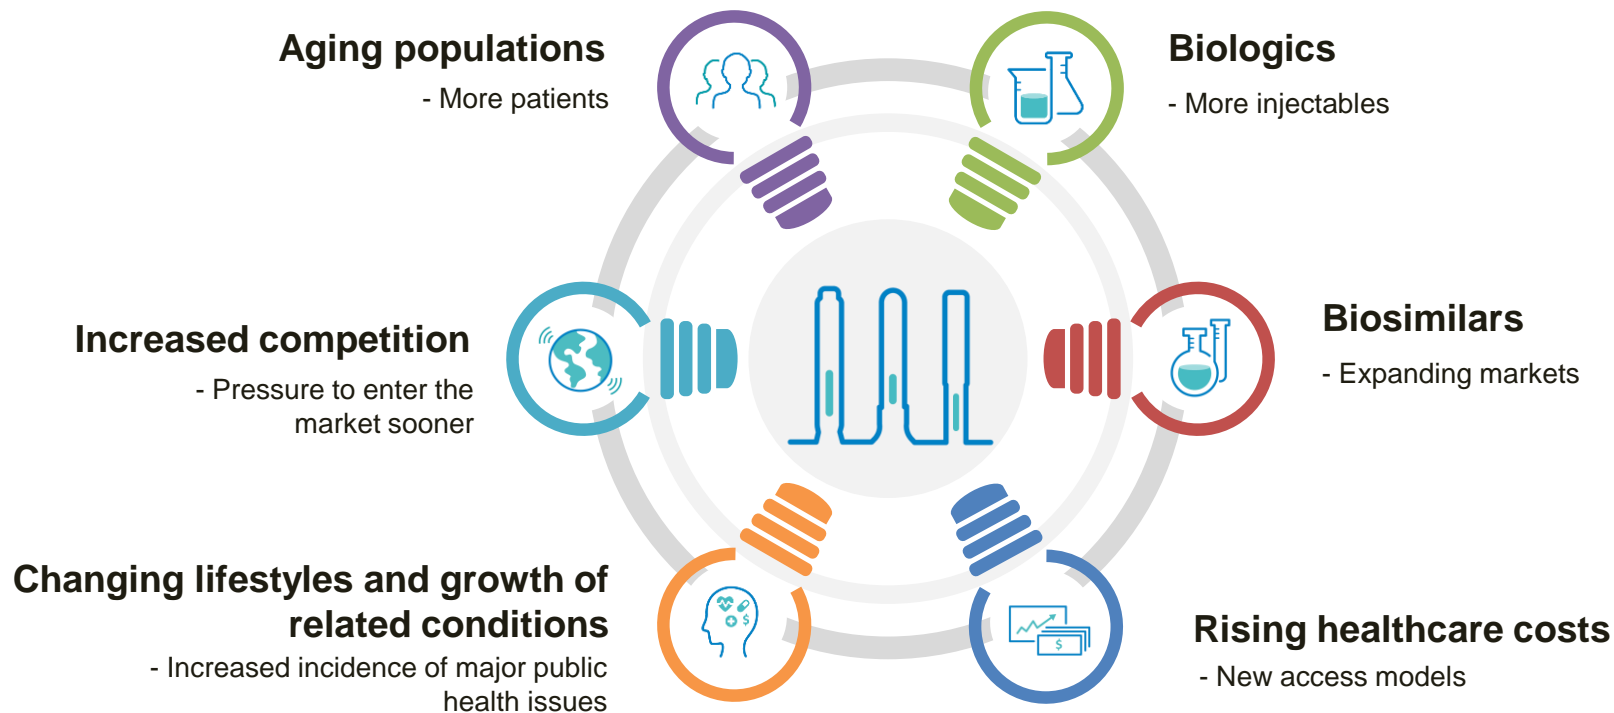 Aging populations
- More patients
Biologics
- More injectables
Increased competition
- Pressure to enter the
market sooner
Biosimilars
- Expanding markets
Changing lifestyles and growth of
related conditions
- Increased incidence of major public
health issues
$
Rising healthcare costs
- New access models
$